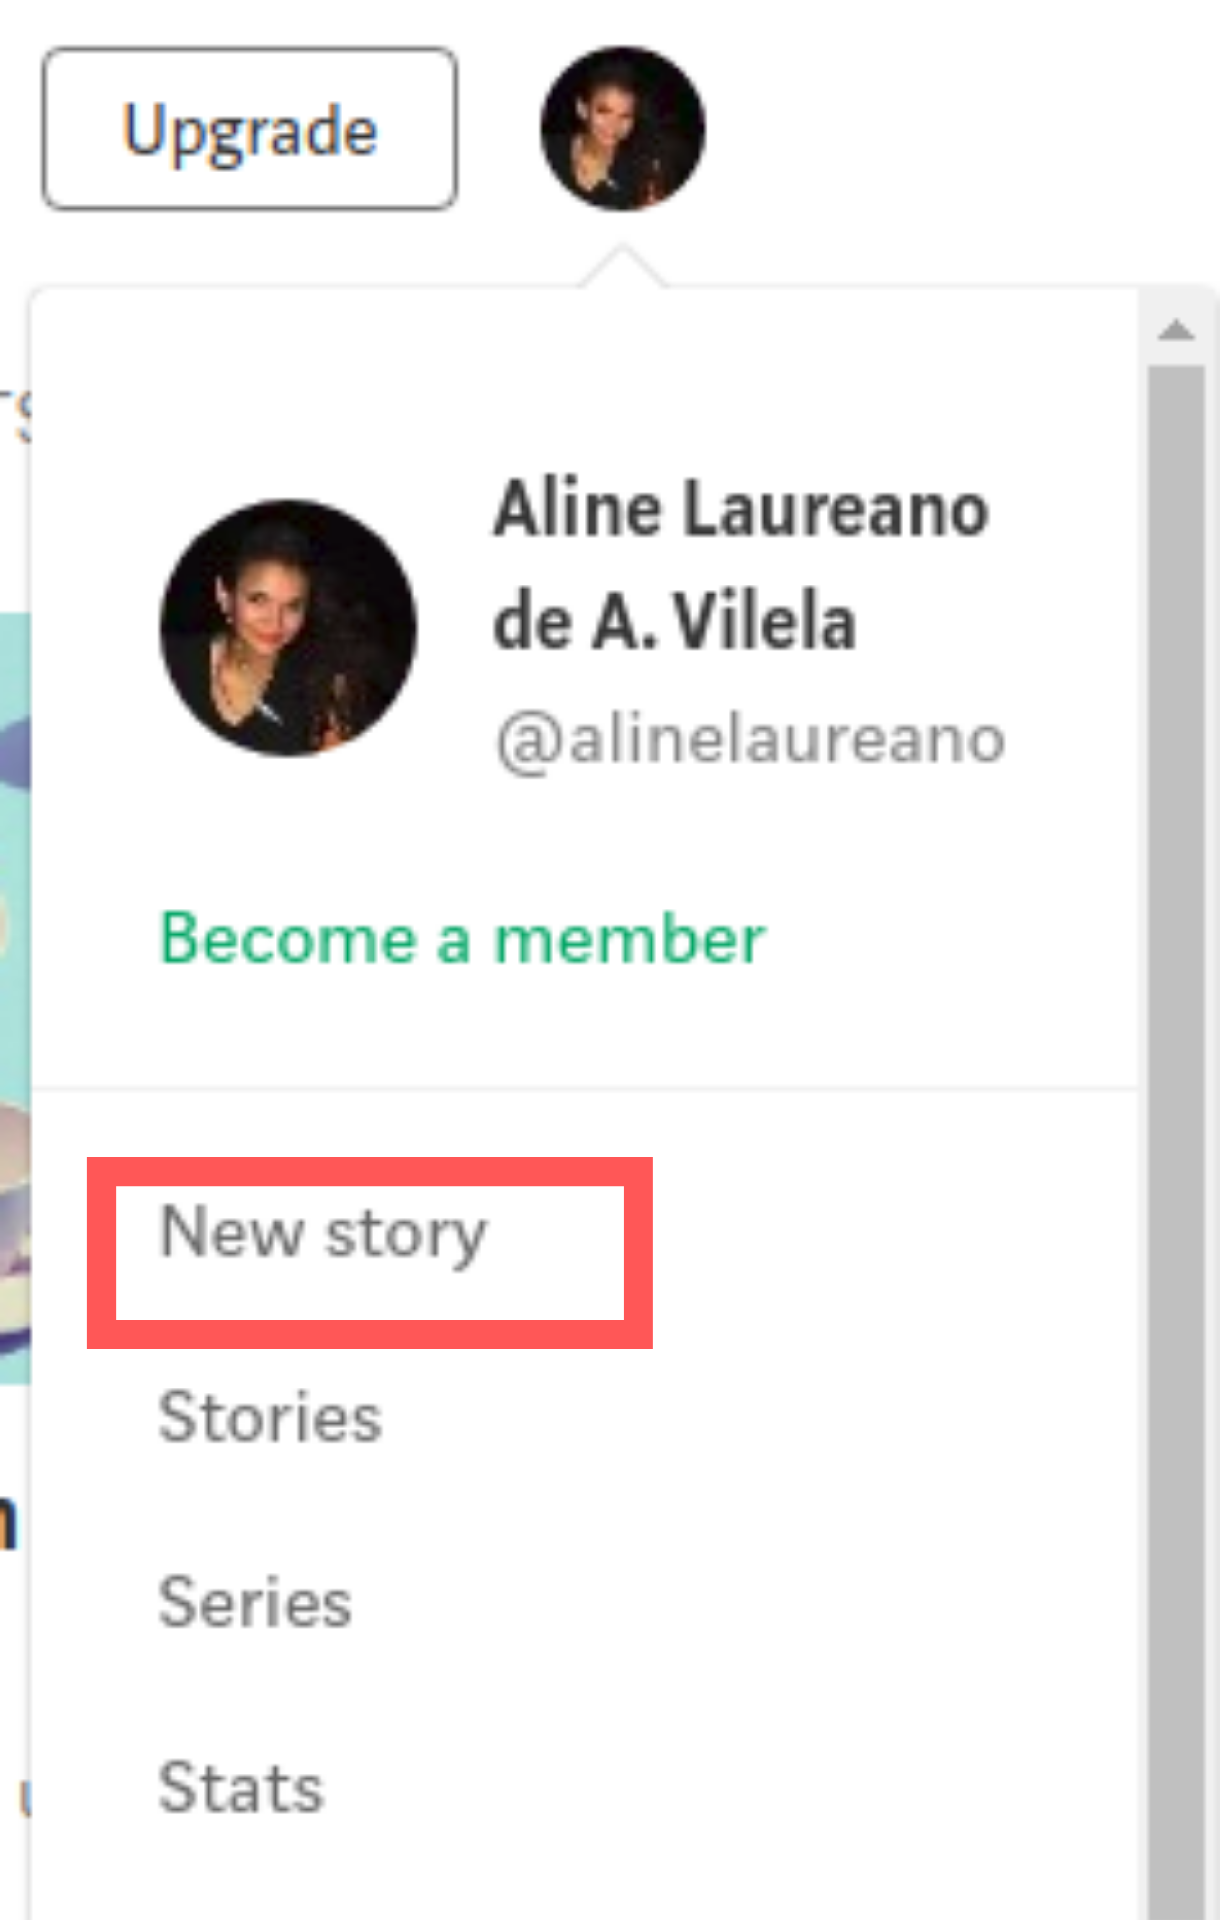 Upgrade
Aline Laureano
de A. Vilela
@alinelaureano
Become a member
New story
Stories
Series
Stats